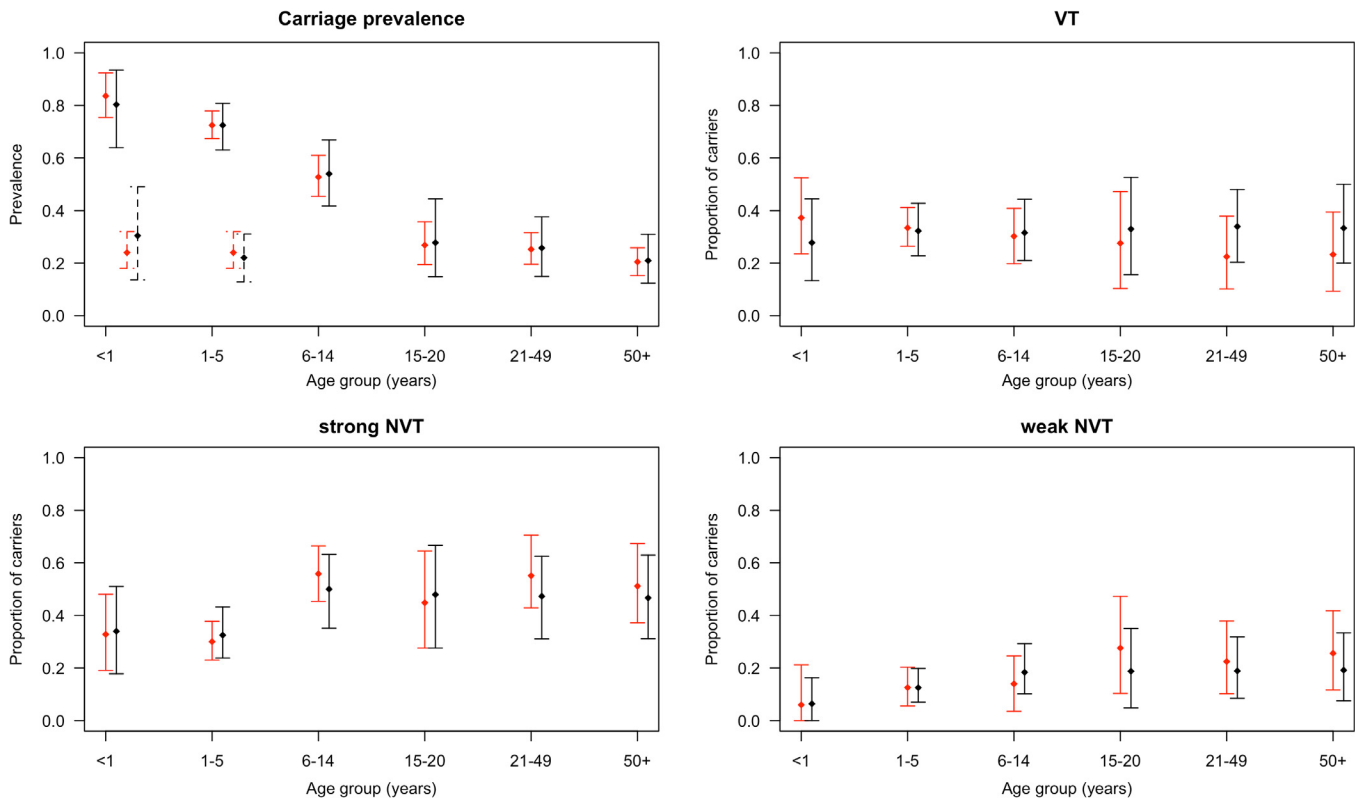 Carriage prevalence
Prevalence
1.0
0.8
0.6
0.4
0.2
0.0
<1 1-5 6-14 15-20 21-49 50+
Age group (years)
VT
Proportion of carriers
1.0
0.8
0.6
0.4
0.2
0.0
<1 1-5 6-14 15-20 21-49 50+
Age group (years)
strong NVT
Proportion of carriers
1.0
0.8
0.6
0.4
0.2
0.0
<1 1-5 6-14 15-20 21-49 50+
Age group (years)
weak NVT
Proportion of carriers
1.0
0.8
0.6
0.4
0.2
0.0
<1 1-5 6-14 15-20 21-49 50+
Age group (years)